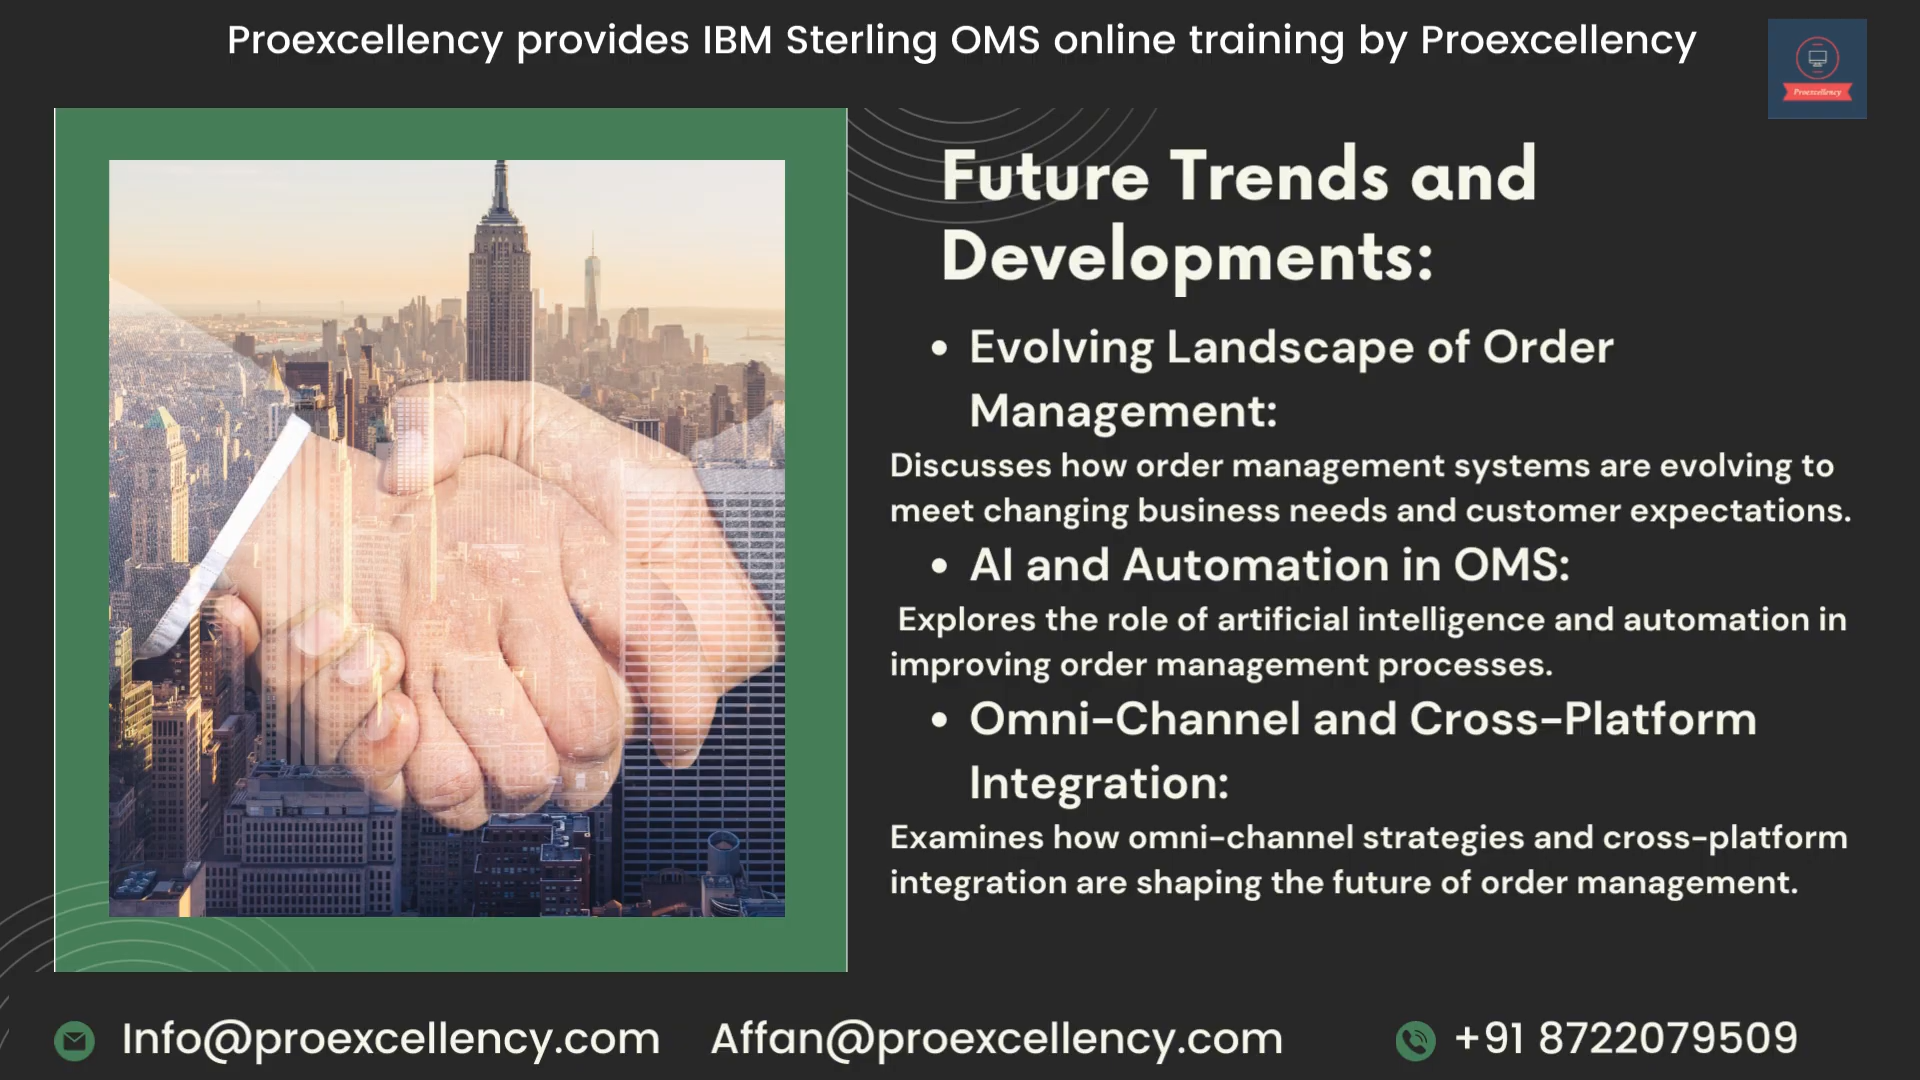 Proexcellency provides IBM Sterling OMS online training by Proexcellency
Proexcellency
Future Trends and
Developments:
• Evolving Landscape of Order
Management:
Discusses how order management systems are evolving to
meet changing business needs and customer expectations.
• AI and Automation in OMS:
Explores the role of artificial intelligence and automation in
improving order management processes.
• Omni-Channel and Cross-Platform
Integration:
Examines how omni-channel strategies and cross-platform
integration are shaping the future of order management.
Info@proexcellency.com Affan@proexcellency.com +91 8722079509